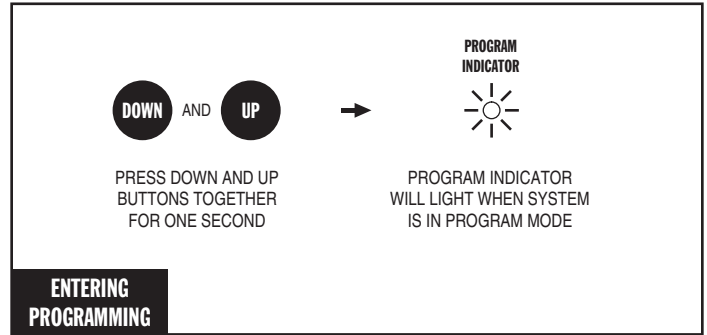 PROGRAM
INDICATOR
DOWN AND UP
PRESS DOWN AND UP
BUTTONS TOGETHER
FOR ONE SECOND
PROGRAM INDICATOR
WILL LIGHT WHEN SYSTEM
IS IN PROGRAM MODE
ENTERING
PROGRAMMING